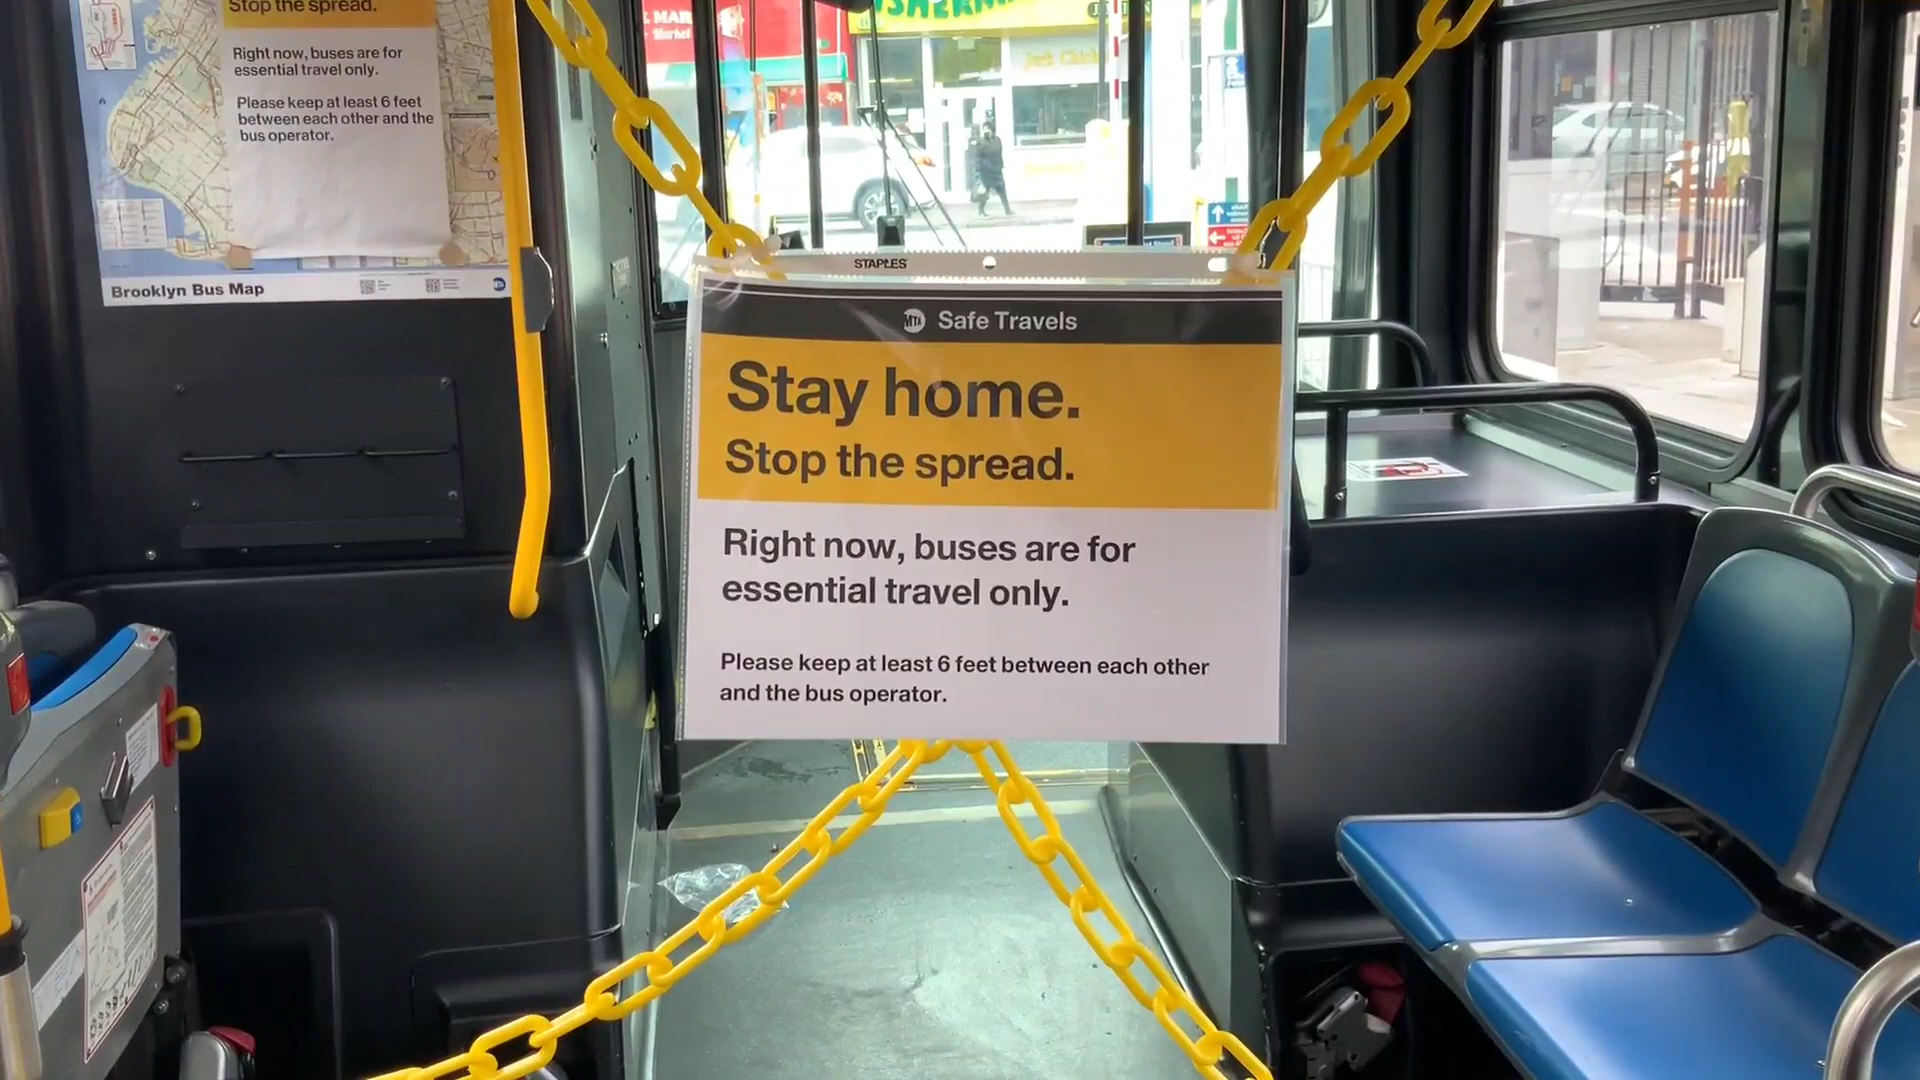 Stop the spread.
Right now, buses are for
essential travel only.
Please keep at least 6 feet
between each other and the
bus operator.
Brooklyn Bus Map
STAPLES
MTA Safe Travels
Stay home.
Stop the spread.
Right now, buses are for
essential travel only.
Please keep at least 6 feet between each other
and the bus operator.